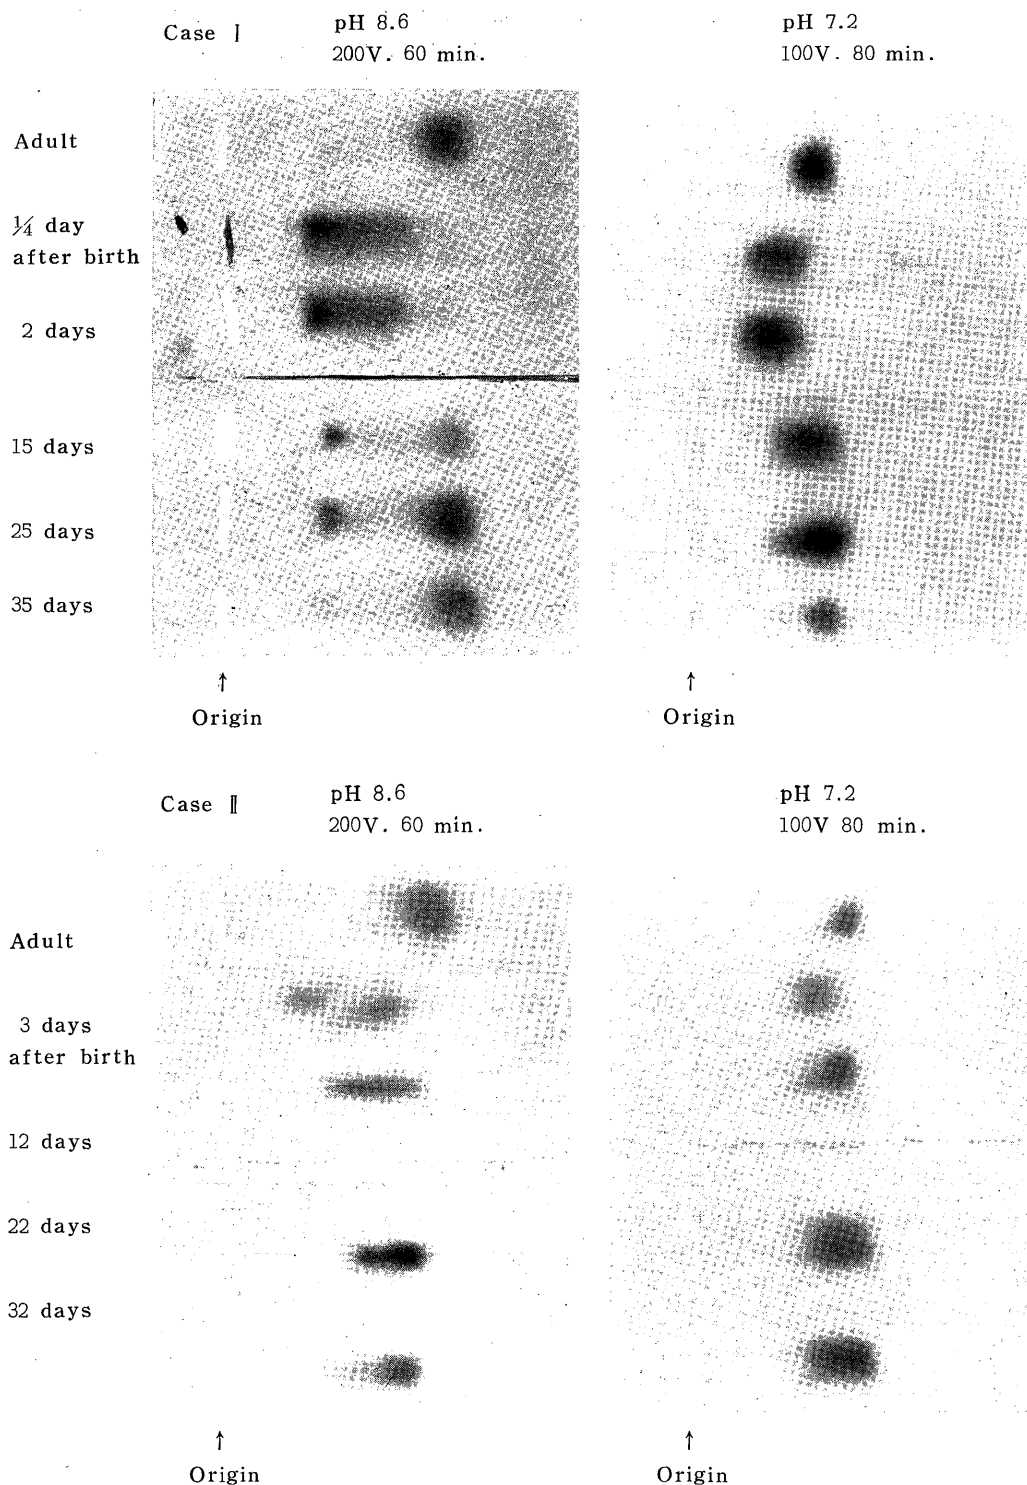 Case Ⅰ
pH 8.6
200V. 60 min.
pH 7.2
100V. 80 min.
Adult
¼ day
after birth
2 days
15 days
25 days
35 days
↑
Origin
↑
Origin
Case Ⅱ
pH 8.6
200V. 60 min.
pH 7.2
100V 80 min.
Adult
3 days
after birth
12 days
22 days
32 days
↑
Origin
↑
Origin